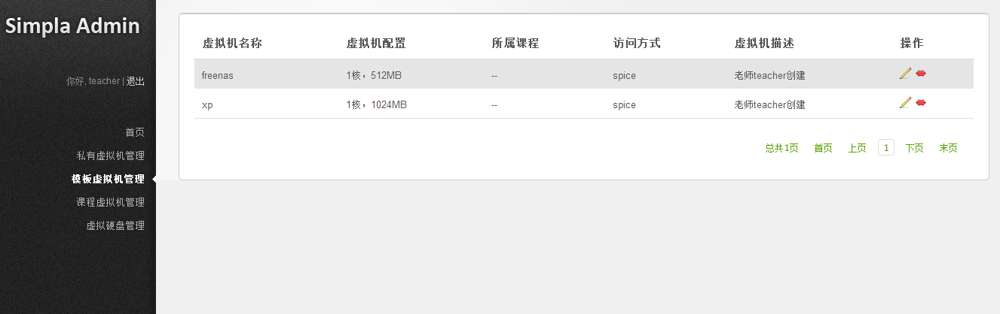 Simpla Admin
你好, teacher | 退出
首页
私有虚拟机管理
模板虚拟机管理
课程虚拟机管理
虚拟硬盘管理
虚拟机名称 虚拟机配置 所属课程 访问方式 虚拟机描述 操作
freenas 1核，512MB -- spice 老师teacher创建
xp 1核，1024MB -- spice 老师teacher创建
总共1页 首页 上页 1 下页 末页